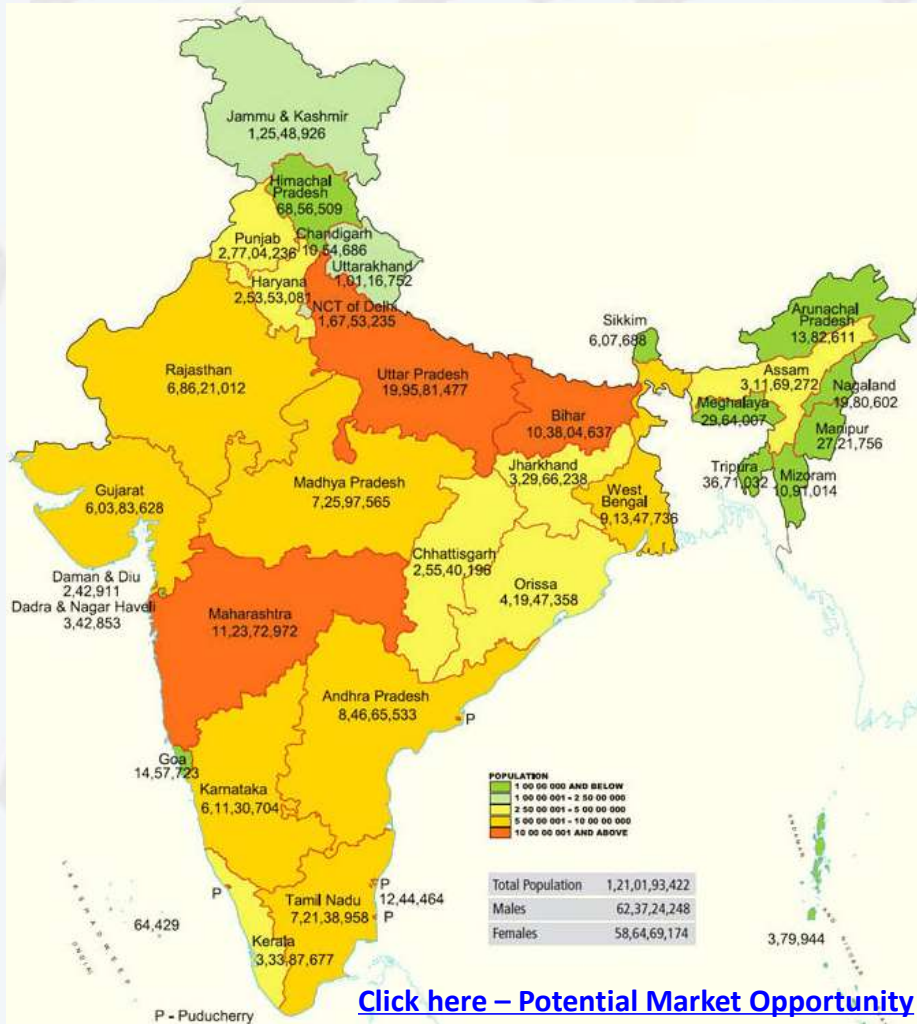 Jammu & Kashmir
1,25,48,926
Himachal
Pradesh
68,56,509
Punjab
2,77,04,236
Chandigarh
10,54,686
Uttarakhand
1,01,16,752
Haryana
2,53,53,081
NCT of Delhi
1,67,53,235
Rajasthan
6,86,21,012
Uttar Pradesh
19,95,81,477
Bihar
10,38,04,637
Sikkim
6,07,688
Arunachal
Pradesh
13,82,611
Assam
3,11,69,272
Nagaland
19,80,602
Meghalaya
29,64,007
Manipur
27,21,756
Tripura
36,71,032
Mizoram
10,91,014
Gujarat
6,03,83,628
Madhya Pradesh
7,25,97,565
Jharkhand
3,29,66,238
West
Bengal
9,13,47,736
Chhattisgarh
2,55,40,196
Orissa
4,19,47,358
Daman & Diu
2,42,911
Dadra & Nagar Haveli
3,42,853
Maharashtra
11,23,72,972
Andhra Pradesh
8,46,65,533
P
Goa
14,57,723
Karnataka
6,11,30,704
POPULATION
1 00 00 000 AND BELOW
1 00 00 001 - 2 50 00 000
2 50 00 001 - 5 00 00 000
5 00 00 001 - 10 00 00 000
10 00 00 001 AND ABOVE
Total Population 1,21,01,93,422
Males 62,37,24,248
Females 58,64,69,174
P
P
12,44,464
P
Tamil Nadu
7,21,38,958
Kerala
3,33,87,677
LAKSHADWEEP
64,429
ANDAMAN
AND NICOBAR
3,79,944
P - Puducherry
Click here – Potential Market Opportunity